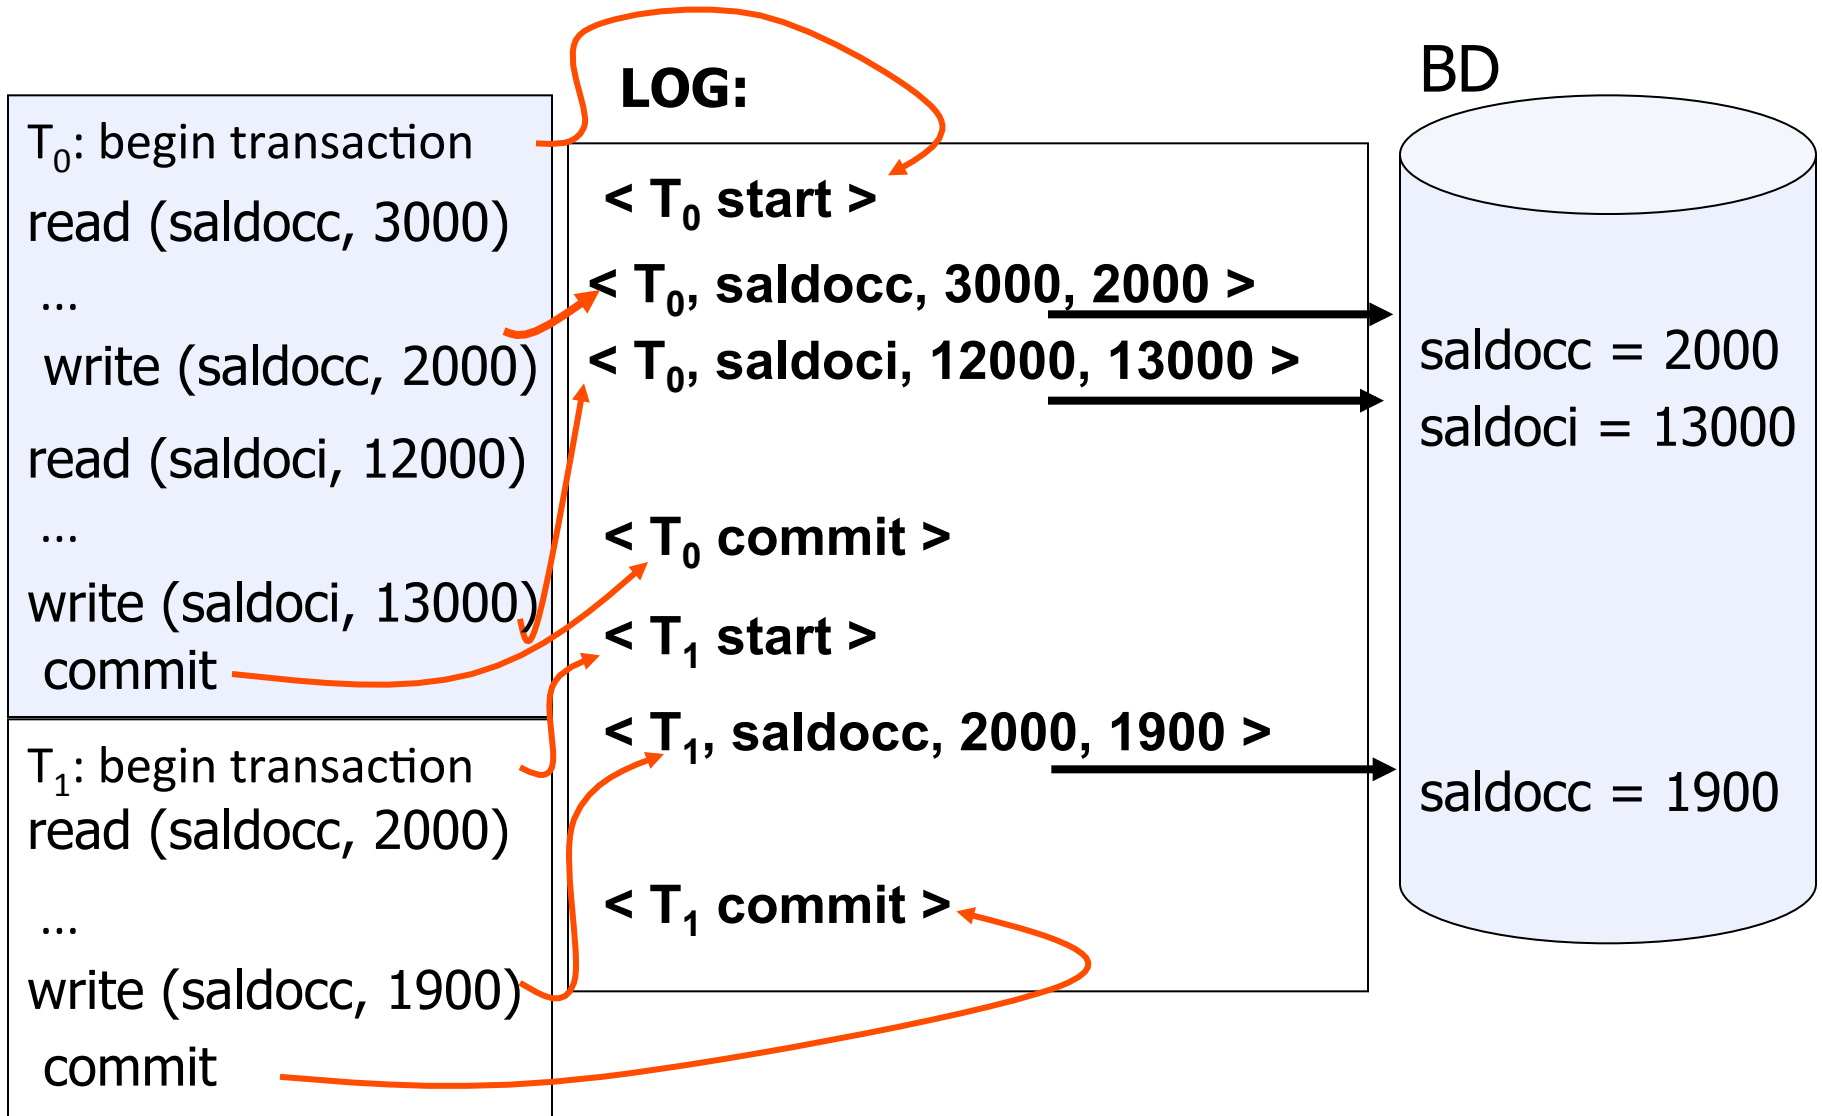 T₀: begin transaction
read (saldocc, 3000)
...
write (saldocc, 2000)
read (saldoci, 12000)
...
write (saldoci, 13000)
commit
T₁: begin transaction
read (saldocc, 2000)
...
write (saldocc, 1900)
commit
LOG:
< T₀ start >
< T₀, saldocc, 3000, 2000 >
< T₀, saldoci, 12000, 13000 >
< T₀ commit >
< T₁ start >
< T₁, saldocc, 2000, 1900 >
< T₁ commit >
BD
saldocc = 2000
saldoci = 13000
saldocc = 1900